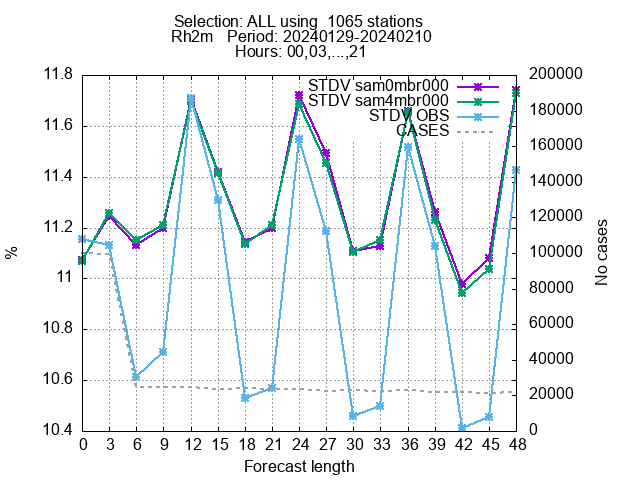 Selection: ALL using  1065 stations
Rh2m   Period: 20240129-20240210
Hours: 00,03,...,21
STDV sam0mbr000
STDV sam4mbr000
STDV OBS
CASES
11.8
11.6
11.4
11.2
11
10.8
10.6
10.4
%
200000
180000
160000
140000
120000
100000
80000
60000
40000
20000
0
No cases
0 3 6 9 12 15 18 21 24 27 30 33 36 39 42 45 48
Forecast length